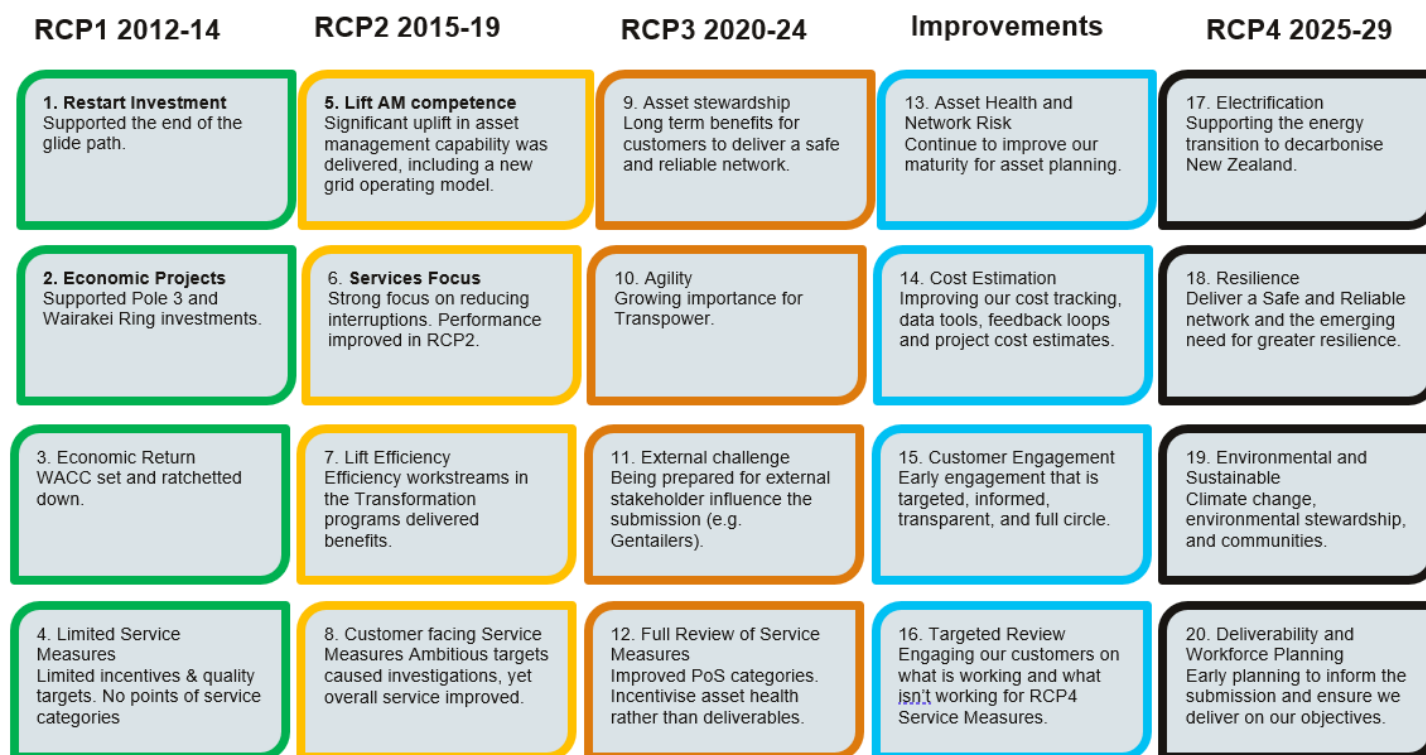 RCP1 2012-14
RCP2 2015-19
RCP3 2020-24
Improvements
RCP4 2025-29
1. Restart Investment
Supported the end of the
glide path.
5. Lift AM competence
Significant uplift in asset
management capability was
delivered, including a new
grid operating model.
9. Asset stewardship
Long term benefits for
customers to deliver a safe
and reliable network.
13. Asset Health and
Network Risk
Continue to improve our
maturity for asset planning.
17. Electrification
Supporting the energy
transition to decarbonise
New Zealand.
2. Economic Projects
Supported Pole 3 and
Wairakei Ring investments.
6. Services Focus
Strong focus on reducing
interruptions. Performance
improved in RCP2.
10. Agility
Growing importance for
Transpower.
14. Cost Estimation
Improving our cost tracking,
data tools, feedback loops
and project cost estimates.
18. Resilience
Deliver a Safe and Reliable
network and the emerging
need for greater resilience.
3. Economic Return
WACC set and ratchetted
down.
7. Lift Efficiency
Efficiency workstreams in
the Transformation
programs delivered
benefits.
11. External challenge
Being prepared for external
stakeholder influence the
submission (e.g.
Gentailers).
15. Customer Engagement
Early engagement that is
targeted, informed,
transparent, and full circle.
19. Environmental and
Sustainable
Climate change,
environmental stewardship,
and communities.
4. Limited Service
Measures
Limited incentives & quality
targets. No points of service
categories
8. Customer facing Service
Measures Ambitious targets
caused investigations, yet
overall service improved.
12. Full Review of Service
Measures
Improved PoS categories.
Incentivise asset health
rather than deliverables.
16. Targeted Review
Engaging our customers on
what is working and what
isn't working for RCP4
Service Measures.
20. Deliverability and
Workforce Planning
Early planning to inform the
submission and ensure we
deliver on our objectives.